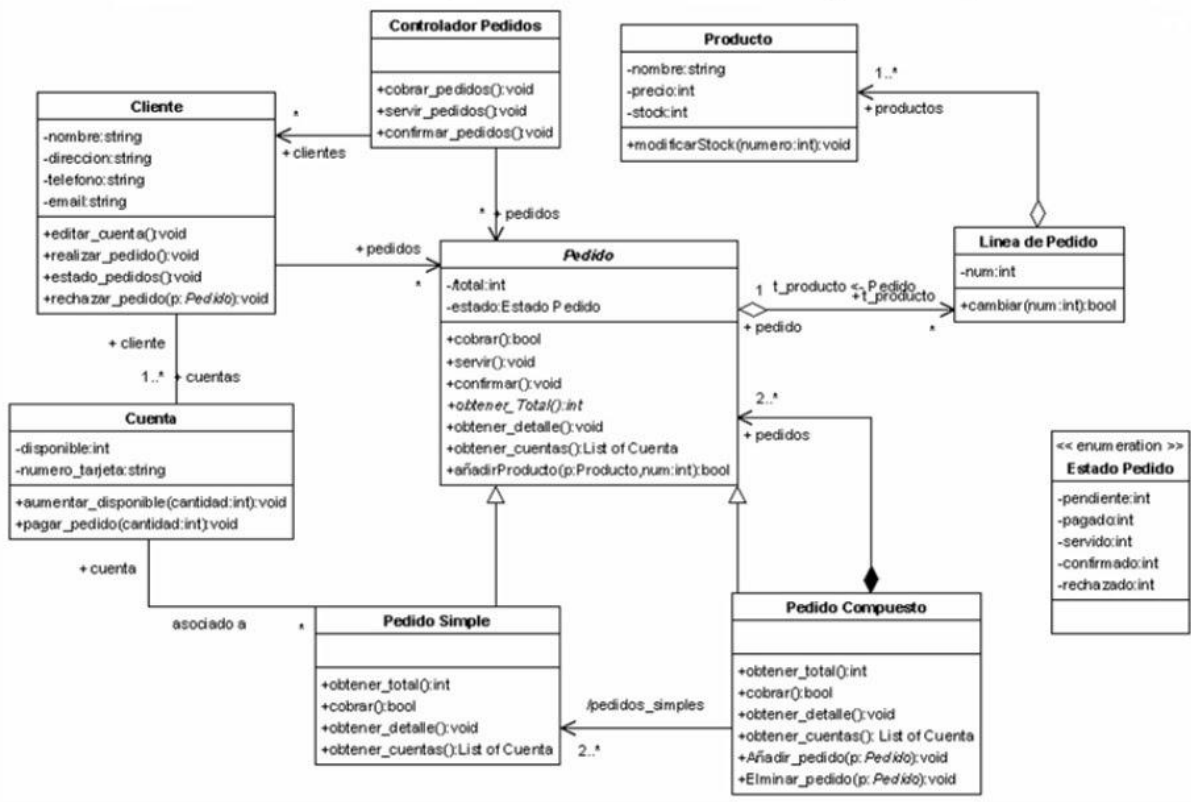 Controlador Pedidos
+cobrar_pedidos():void
+servir_pedidos():void
+confirmar_pedidos():void
Producto
-nombre:string
-precio:int
-stock:int
+modificarStock(numero:int):void
1..*
+ productos
Cliente
-nombre:string
-direccion:string
-telefono:string
-email:string
+editar_cuenta():void
+realizar_pedido():void
+estado_pedidos():void
+rechazar_pedido(p: Pedido):void
*
+ clientes
* + pedidos
+ pedidos
*
Pedido
-/total:int
-estado:Estado Pedido
+cobrar():bool
+servir():void
+confirmar():void
+obtener_Total():int
+obtener_detalle():void
+obtener_cuentas():List of Cuenta
+añadirProducto(p:Producto,num:int):bool
Linea de Pedido
-num:int
+cambiar(num:int):bool
1 t_producto <- Pedido
+t_producto
+ pedido
*
+ cliente
1..* + cuentas
Cuenta
-disponible:int
-numero_tarjeta:string
+aumentar_disponible(cantidad:int):void
+pagar_pedido(cantidad:int):void
2..*
+ pedidos
<< enumeration >>
Estado Pedido
-pendiente:int
-pagado:int
-servido:int
-confirmado:int
-rechazado:int
+ cuenta
asociado a
*
Pedido Simple
+obtener_total():int
+cobrar():bool
+obtener_detalle():void
+obtener_cuentas():List of Cuenta
/pedidos_simples
2..*
Pedido Compuesto
+obtener_total():int
+cobrar():bool
+obtener_detalle():void
+obtener_cuentas(): List of Cuenta
+Añadir_pedido(p: Pedido):void
+Elminar_pedido(p: Pedido):void